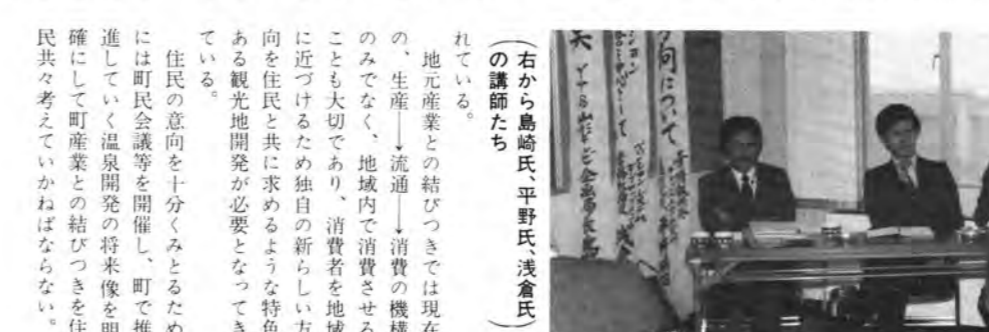 向について
（右から島崎氏、平野氏、浅倉氏
の講師たち）
れている。
地元産業との結びつきでは現在
の、生産──→流通──→消費の機構
のみでなく、地域内で消費させる
ことも大切であり、消費者を地域
に近づけるため独自の新らしい方
向を住民と共に求めるような特色
ある観光地開発が必要となってき
ている。
住民の意向を十分くみとるため
には町民会議等を開催し、町で推
進していく温泉開発の将来像を明
確にして町産業との結びつきを住
民共々考えていかねばならない。